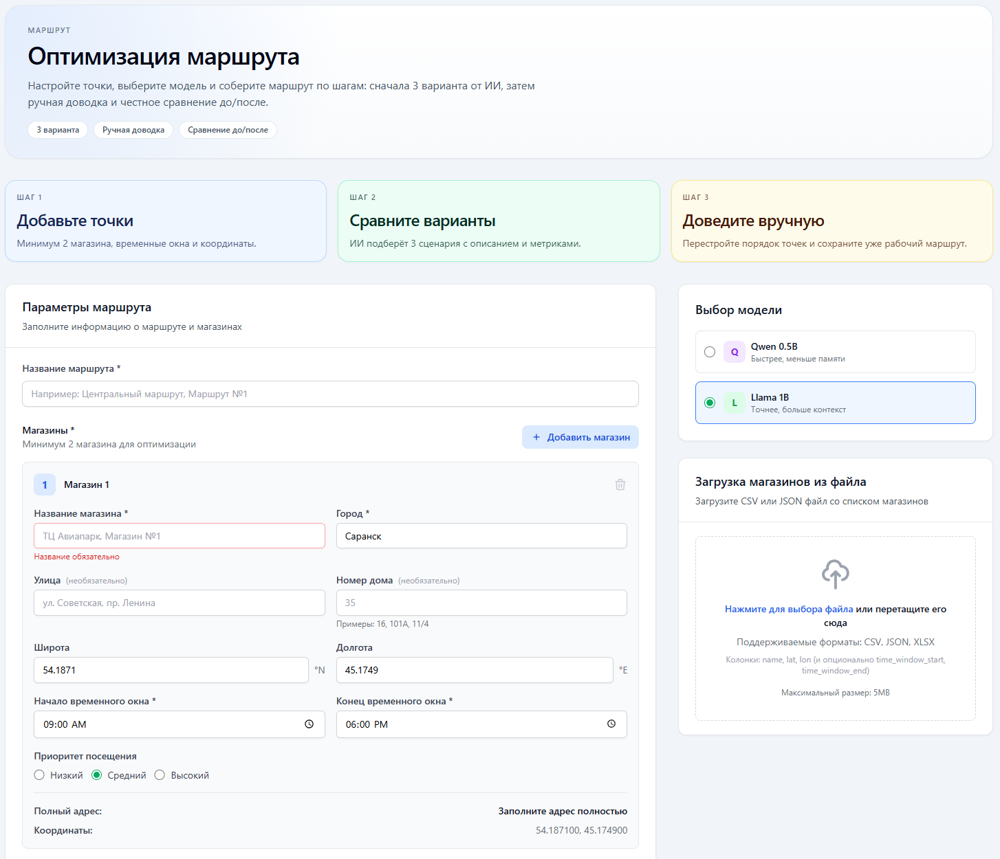 МАРШРУТ
Оптимизация маршрута
Настройте точки, выберите модель и соберите маршрут по шагам: сначала 3 варианта от ИИ, затем
ручная доводка и честное сравнение до/после.
3 варианта
Ручная доводка
Сравнение до/после
ШАГ 1
Добавьте точки
Минимум 2 магазина, временные окна и координаты.
ШАГ 2
Сравните варианты
ИИ подберёт 3 сценария с описанием и метриками.
ШАГ 3
Доведите вручную
Перестройте порядок точек и сохраните уже рабочий маршрут.
Параметры маршрута
Заполните информацию о маршруте и магазинах
Название маршрута *
Например: Центральный маршрут, Маршрут №1
Магазины *
Минимум 2 магазина для оптимизации
+ Добавить магазин
1 Магазин 1
Название магазина *
ТЦ Авиапарк, Магазин №1
Название обязательно
Город *
Саранск
Улица (необязательно)
ул. Советская, пр. Ленина
Номер дома (необязательно)
35
Примеры: 16, 101А, 11/4
Широта
54.1871 °N
Долгота
45.1749 °E
Начало временного окна *
09:00 AM
Конец временного окна *
06:00 PM
Приоритет посещения
Низкий Средний Высокий
Полный адрес: Заполните адрес полностью
Координаты: 54.187100, 45.174900
Выбор модели
Q
Qwen 0.5B
Быстрее, меньше памяти
L
Llama 1B
Точнее, больше контекст
Загрузка магазинов из файла
Загрузите CSV или JSON файл со списком магазинов
Нажмите для выбора файла или перетащите его
сюда
Поддерживаемые форматы: CSV, JSON, XLSX
Колонки: name, lat, lon (и опционально time_window_start,
time_window_end)
Максимальный размер: 5MB